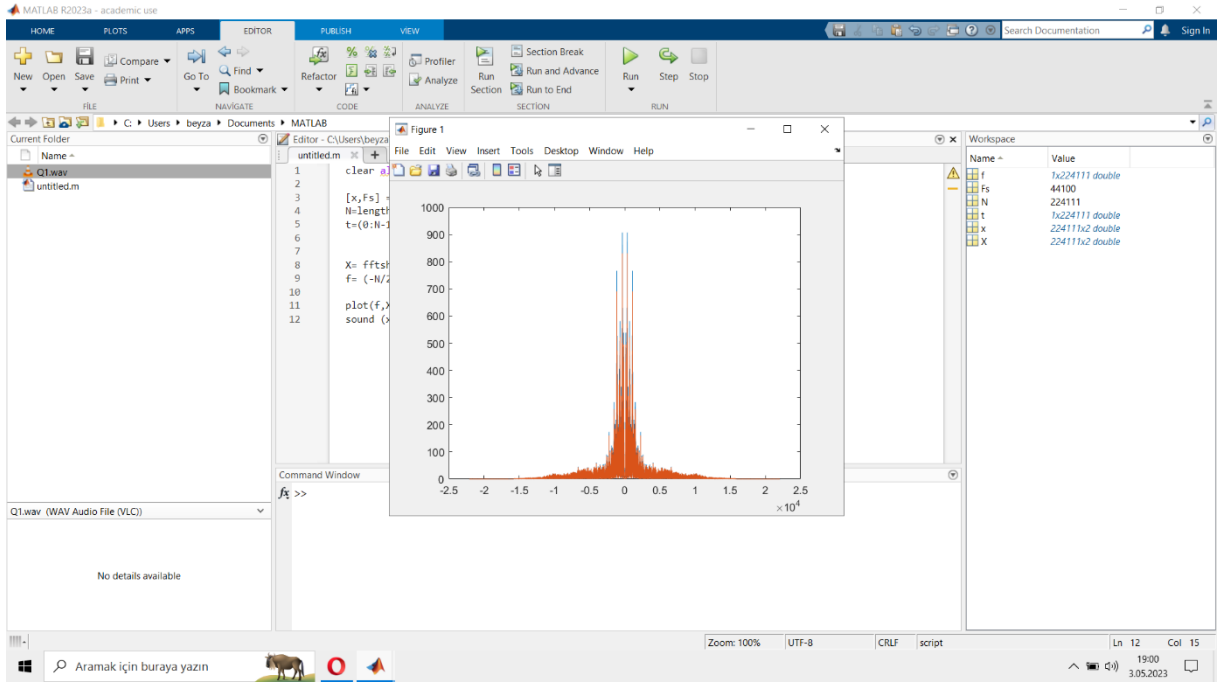 MATLAB R2023a - academic use
HOME PLOTS APPS EDITOR PUBLISH VIEW Search Documentation Sign In
New Open Save Compare Print Go To Find Bookmark Refactor Profiler Analyze Run Section Section Break Run and Advance Run to End Run Step Stop
FILE NAVIGATE CODE ANALYZE SECTION RUN
C: Users beyza Documents MATLAB
Current Folder
Name
Q1.wav
untitled.m
Q1.wav (WAV Audio File (VLC))
No details available
Editor - C:\Users\beyza
untitled.m
1 clear al
2
3 [x,Fs] =
4 N=length
5 t=(0:N-1
6
7
8 X= fftsh
9 f= (-N/2
10
11 plot(f,X
12 sound (x
Figure 1
File Edit View Insert Tools Desktop Window Help
1000
900
800
700
600
500
400
300
200
100
0
-2.5 -2 -1.5 -1 -0.5 0 0.5 1 1.5 2 2.5
×10⁴
Command Window
fx >>
Workspace
Name Value
f 1x224111 double
Fs 44100
N 224111
t 1x224111 double
x 224111x2 double
X 224111x2 double
Zoom: 100% UTF-8 CRLF script Ln 12 Col 15
Aramak için buraya yazın
19:00
3.05.2023